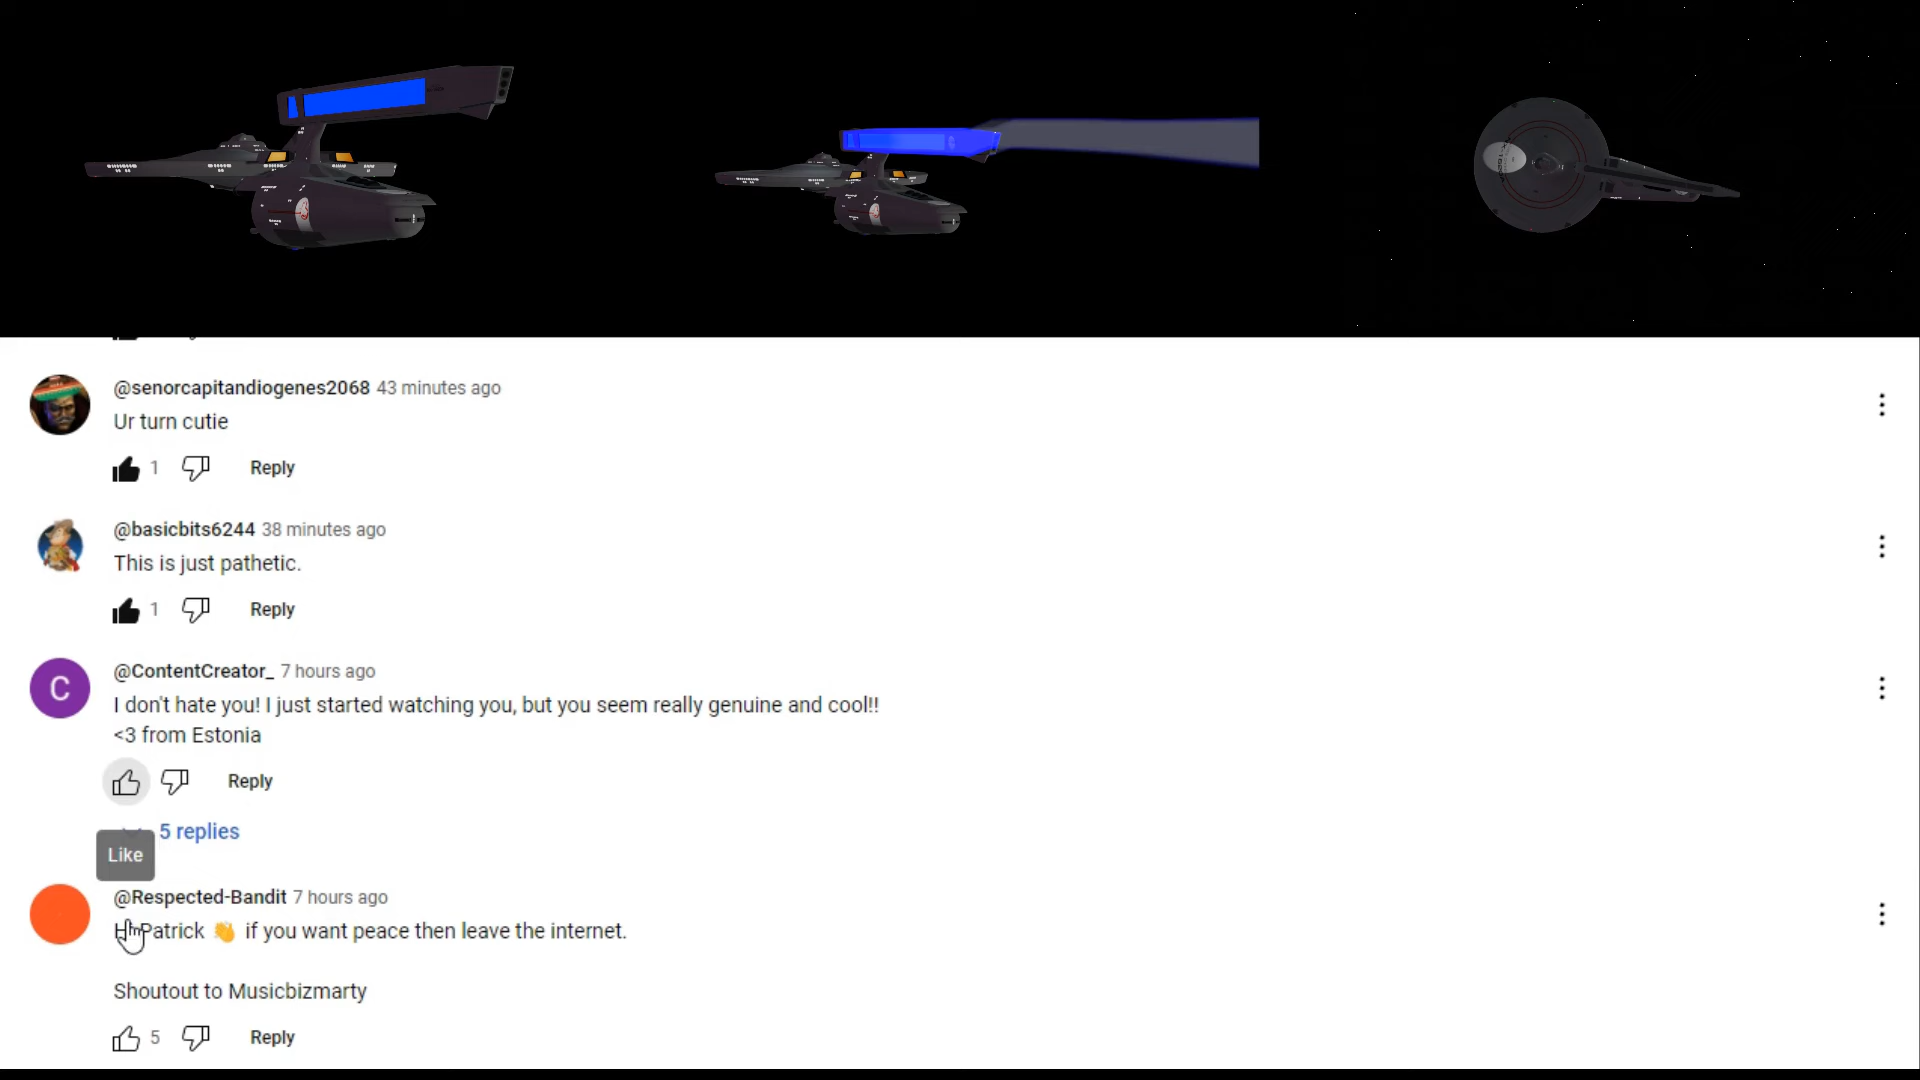 @senorcapitandiogenes2068 43 minutes ago
Ur turn cutie
1 Reply
@basicbits6244 38 minutes ago
This is just pathetic.
1 Reply
C
@ContentCreator_ 7 hours ago
I don't hate you! I just started watching you, but you seem really genuine and cool!!
<3 from Estonia
Reply
5 replies
Like
@Respected-Bandit 7 hours ago
Patrick 👋 if you want peace then leave the internet.
Shoutout to Musicbizmarty
5 Reply